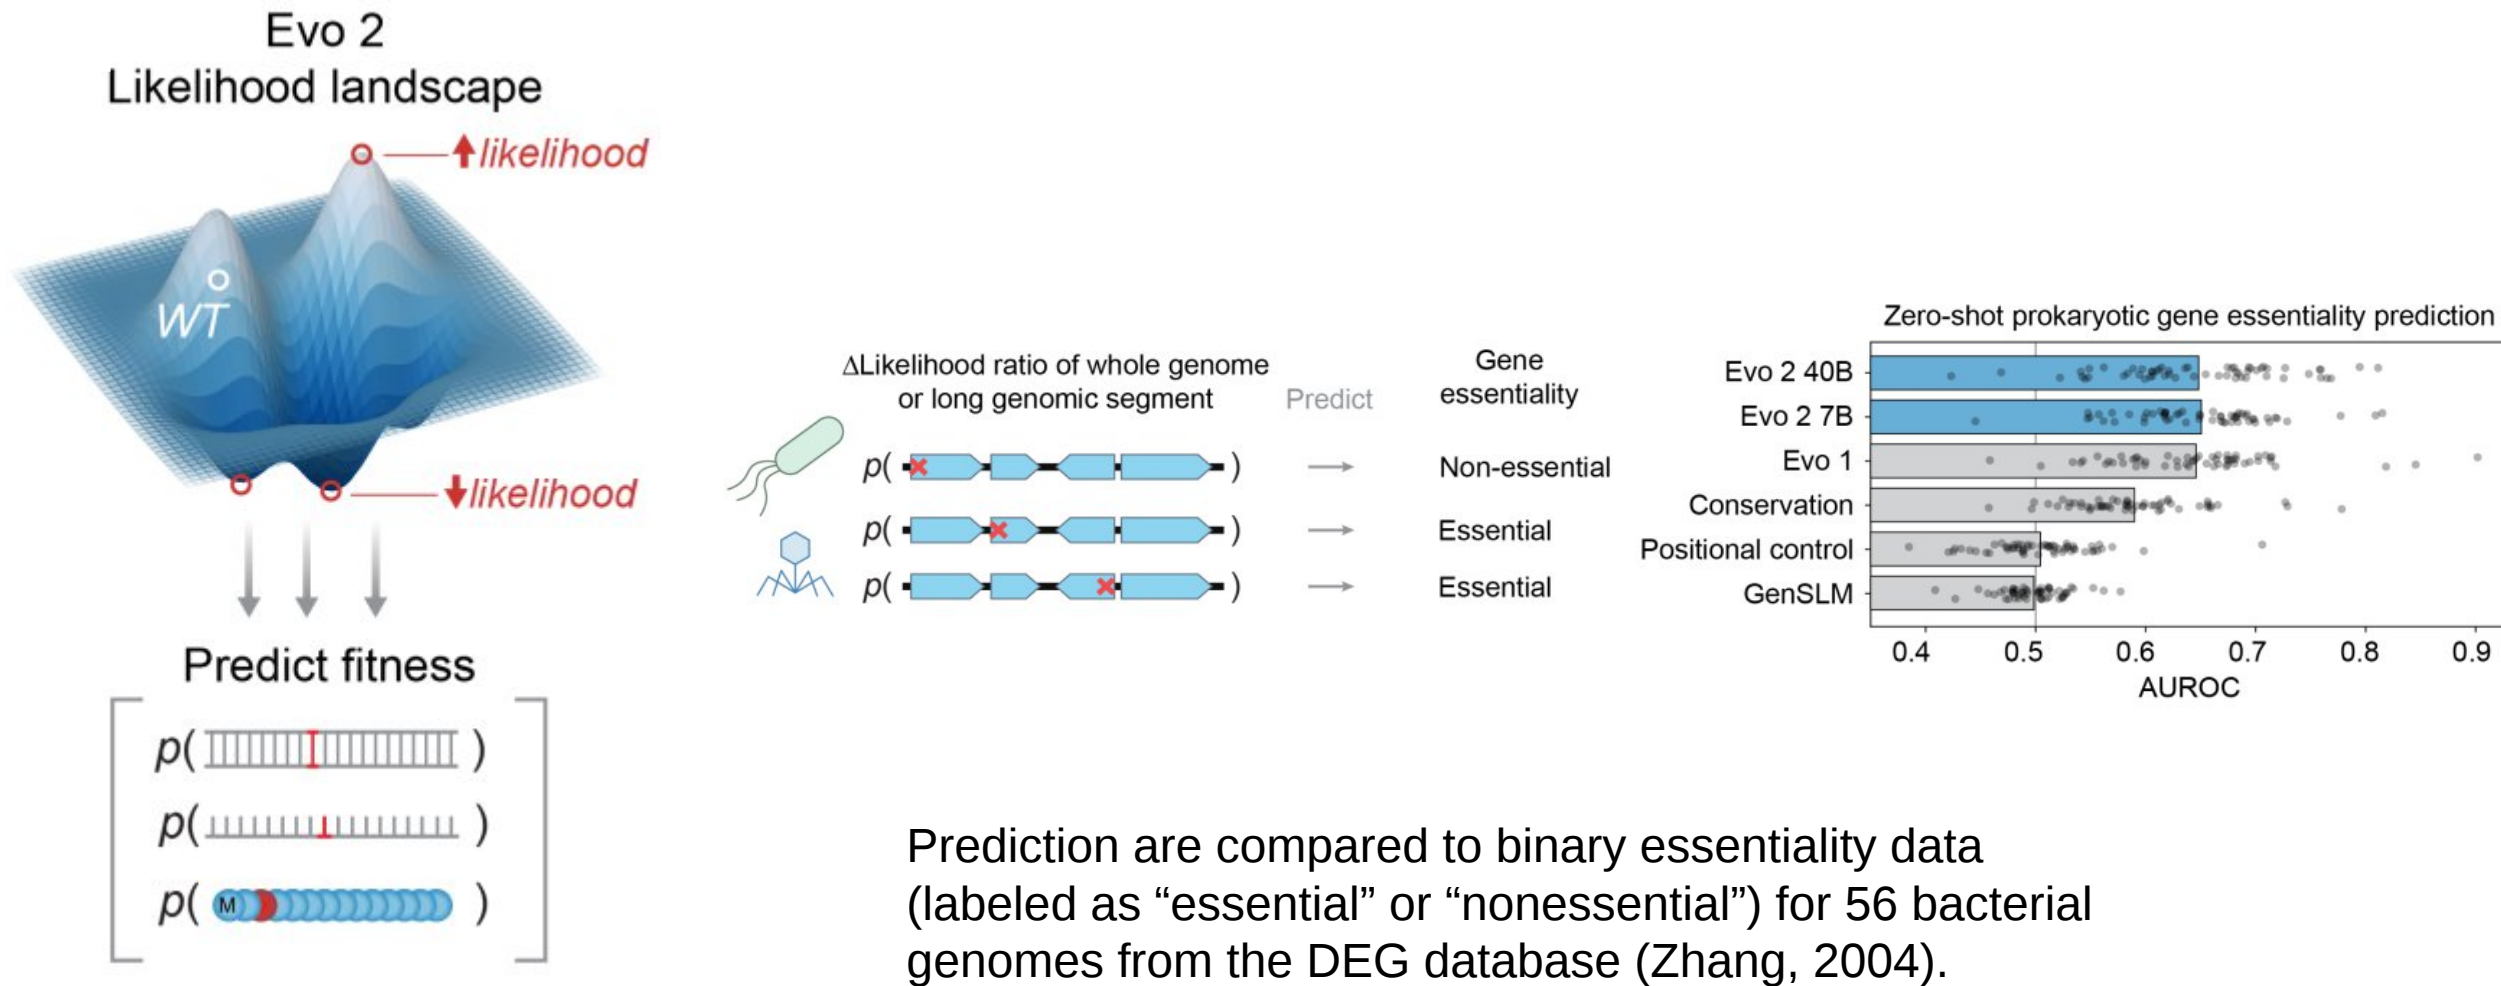 Evo 2
Likelihood landscape
↑likelihood
WT
↓likelihood
Predict fitness
p( )
p( )
p( M )
ΔLikelihood ratio of whole genome
or long genomic segment
Predict
Gene
essentiality
p( )
Non-essential
p( )
Essential
p( )
Essential
Zero-shot prokaryotic gene essentiality prediction
Evo 2 40B
Evo 2 7B
Evo 1
Conservation
Positional control
GenSLM
0.4 0.5 0.6 0.7 0.8 0.9
AUROC
Prediction are compared to binary essentiality data
(labeled as “essential” or “nonessential”) for 56 bacterial
genomes from the DEG database (Zhang, 2004).